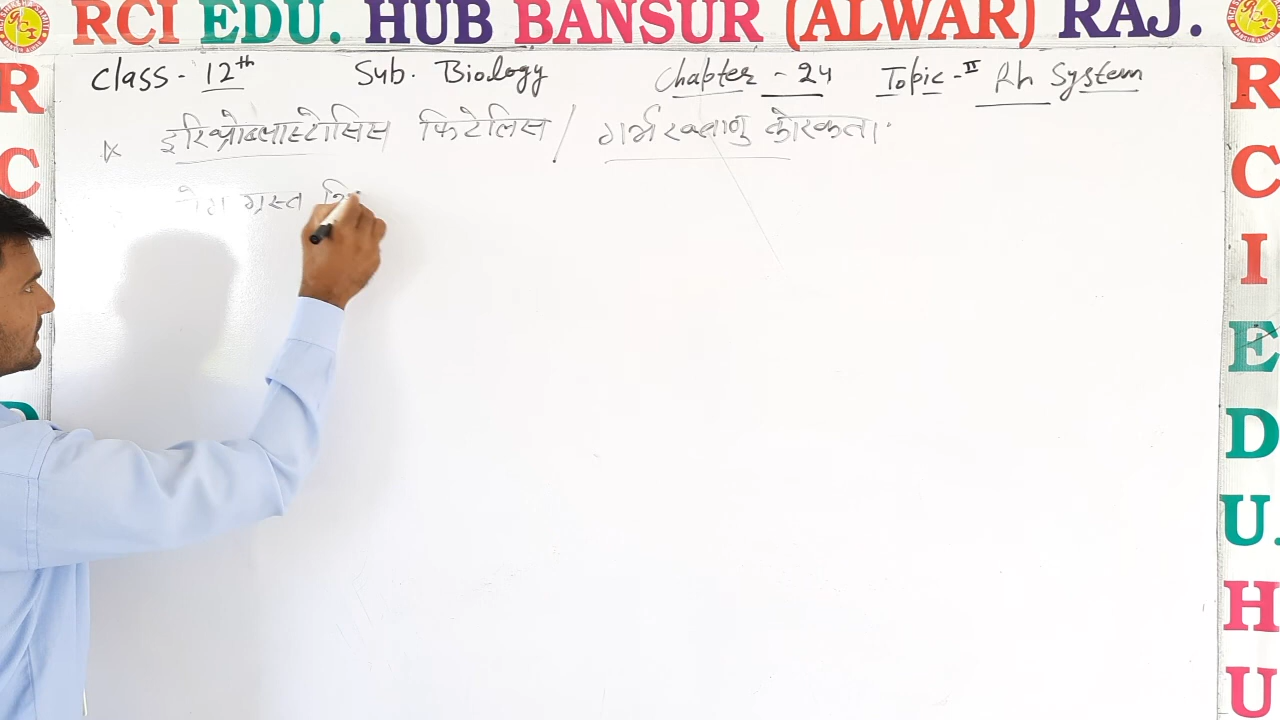 RCI EDU. HUB BANSUR (ALWAR) RAJ.
Class - 12th Sub. Biology Chapter - 24 Topic - II Rh System
इरिथ्रोब्लास्टोसिस फिटेलिस / गर्भ रक्ताणु कोरकता
ग्रस्त
R
C
R
C
I
E
D
U.
H
U